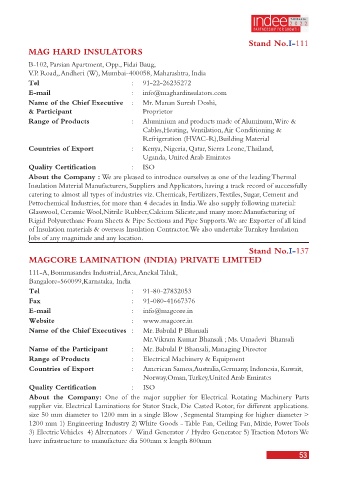 indee
2023
Stand No.I-111
MAG HARD INSULATORS
B-102, Parsian Apartment, Opp., Fidai Baug,
V.P. Road,,Andheri (W), Mumbai-400058, Maharashtra, India
Tel : 91-22-26235272
E-mail : info@maghardinsulators.com
Name of the Chief Executive : Mr. Manan Suresh Doshi,
& Participant Proprietor
Range of Products : Aluminium and products made of Aluminum,Wire &
Cables,Heating, Ventilation, Air Conditioning &
Refrigeration (HVAC-R),Building Material
Countries of Export : Kenya, Nigeria, Qatar, Sierra Leone,Thailand,
Uganda, United Arab Emirates
Quality Certification : ISO
About the Company : We are pleased to introduce ourselves as one of the leading Thermal
Insulation Material Manufacturers, Suppliers and Applicators, having a track record of successfully
catering to almost all types of industries viz. Chemicals, Fertilizers, Textiles, Sugar, Cement and
Petrochemical Industries, for more than 4 decades in India.We also supply following material:
Glasswool, Ceramic Wool,Nitrile Rubber,Calcium Silicate,and many more.Manufacturing of
Rigid Polyurethane Foam Sheets & Pipe Sections and Pipe Supports.We are Exporter of all kind
of Insulation materials & overseas Insulation Contractor.We also undertake Turnkey Insulation
Jobs of any magnitude and any location.
Stand No.I-137
MAGCORE LAMINATION (INDIA) PRIVATE LIMITED
111-A, Bommasandra Industrial,Area,Anekal Taluk,
Bangalore-560099,Karnataka, India
Tel : 91-80-27832053
Fax : 91-080-41667376
E-mail : info@magcore.in
Website : www.magcore.in
Name of the Chief Executives : Mr. Babulal P Bhansali
Mr.Vikram Kumar Bhansali ; Ms. Umadevi Bhansali
Name of the Participant : Mr. Babulal P Bhansali, Managing Director
Range of Products : Electrical Machinery & Equipment
Countries of Export : American Samoa,Australia,Germany, Indonesia, Kuwait,
Norway,Oman,Turkey,United Arab Emirates
Quality Certification : ISO
About the Company: One of the major supplier for Electrical Rotating Machinery Parts
supplier viz. Electrical Laminations for Stator Stack, Die Casted Rotor, for different applications.
size 50 mm diameter to 1200 mm in a single Blow , Segmental Stamping for higher diameter >
1200 mm 1) Engineering Industry 2) White Goods - Table Fan, Ceiling Fan, Mixie, Power Tools
3) Electric Vehicles 4) Alternators / Wind Generator / Hydro Generator 5) Traction Motors We
have infrastructure to manufacture dia 500mm x length 800mm
53